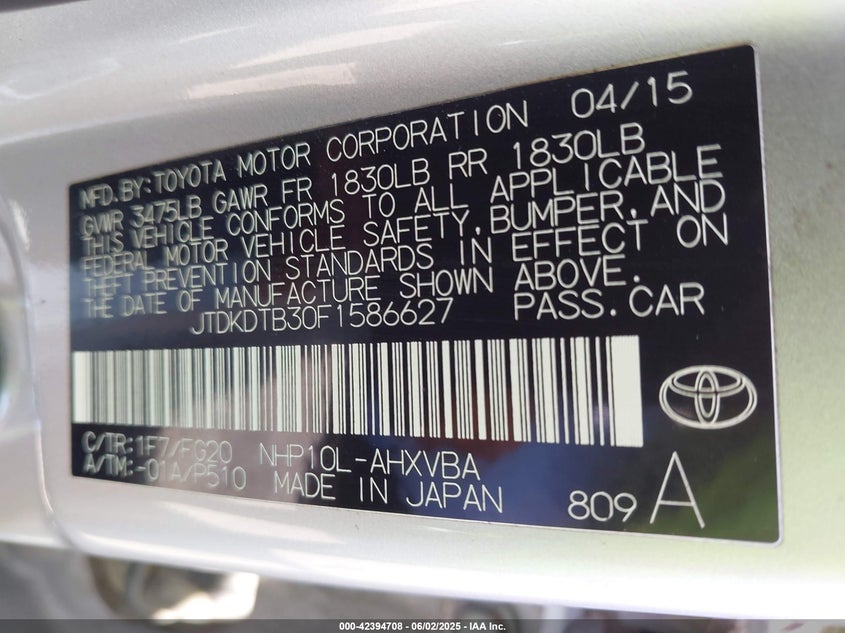 MFD.BY:TOYOTA MOTOR CORPORATION 04/15
GVWR 3475LB GAWR FR 1830LB RR 1830LB
THIS VEHICLE CONFORMS TO ALL APPLICABLE
FEDERAL MOTOR VEHICLE SAFETY,BUMPER,AND
THEFT PREVENTION STANDARDS IN EFFECT ON
THE DATE OF MANUFACTURE SHOWN ABOVE.
JTDKDTB30F1586627 PASS.CAR
C/TR:1F7/FG20 NHP10L-AHXVBA
A/TM:-01A/P510 MADE IN JAPAN 809 A
000-42394708 - 06/02/2025 - IAA Inc.